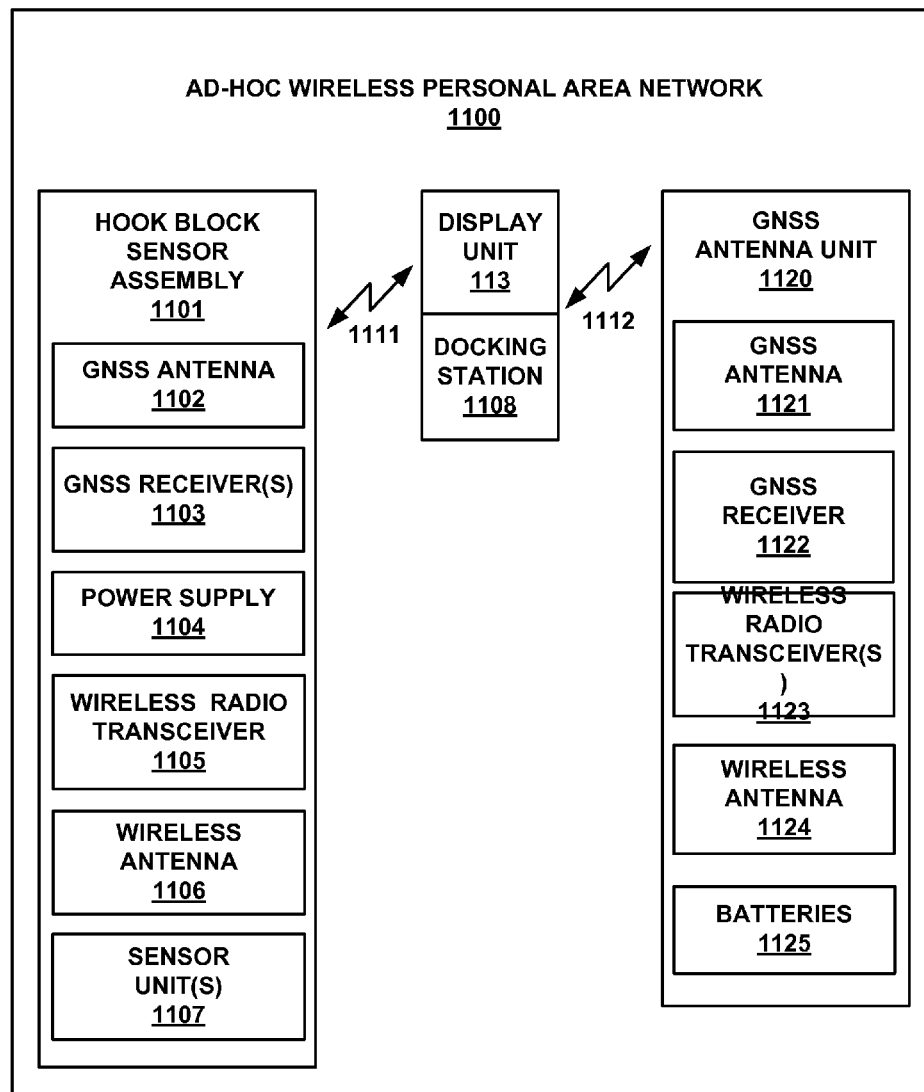 AD-HOC WIRELESS PERSONAL AREA NETWORK
1100
HOOK BLOCK
SENSOR
ASSEMBLY
1101
GNSS ANTENNA
1102
GNSS RECEIVER(S)
1103
POWER SUPPLY
1104
WIRELESS RADIO
TRANSCEIVER
1105
WIRELESS
ANTENNA
1106
SENSOR
UNIT(S)
1107
1111
DISPLAY
UNIT
113
DOCKING
STATION
1108
1112
GNSS
ANTENNA UNIT
1120
GNSS
ANTENNA
1121
GNSS
RECEIVER
1122
WIRELESS
RADIO
TRANSCEIVER(S
)
1123
WIRELESS
ANTENNA
1124
BATTERIES
1125